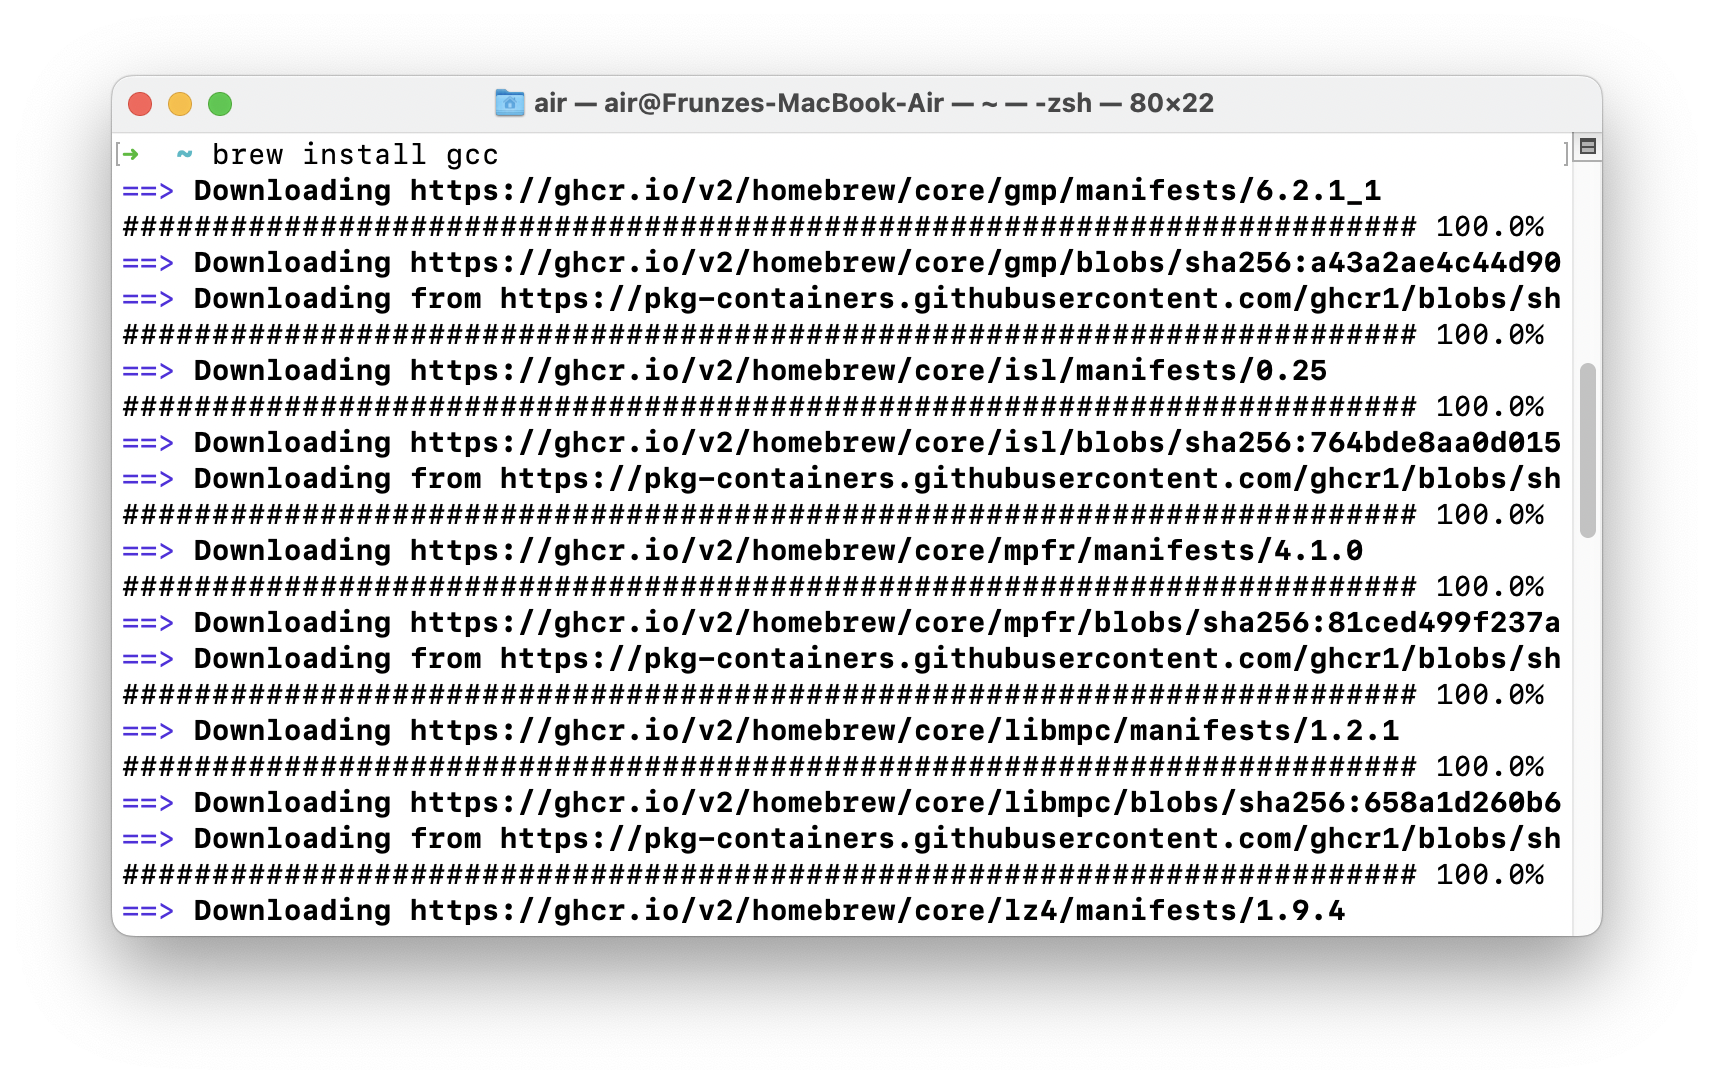 air — air@Frunzes-MacBook-Air — ~ — -zsh — 80×22
[➜  ~ brew install gcc ]
==> Downloading https://ghcr.io/v2/homebrew/core/gmp/manifests/6.2.1_1
######################################################################## 100.0%
==> Downloading https://ghcr.io/v2/homebrew/core/gmp/blobs/sha256:a43a2ae4c44d90
==> Downloading from https://pkg-containers.githubusercontent.com/ghcr1/blobs/sh
######################################################################## 100.0%
==> Downloading https://ghcr.io/v2/homebrew/core/isl/manifests/0.25
######################################################################## 100.0%
==> Downloading https://ghcr.io/v2/homebrew/core/isl/blobs/sha256:764bde8aa0d015
==> Downloading from https://pkg-containers.githubusercontent.com/ghcr1/blobs/sh
######################################################################## 100.0%
==> Downloading https://ghcr.io/v2/homebrew/core/mpfr/manifests/4.1.0
######################################################################## 100.0%
==> Downloading https://ghcr.io/v2/homebrew/core/mpfr/blobs/sha256:81ced499f237a
==> Downloading from https://pkg-containers.githubusercontent.com/ghcr1/blobs/sh
######################################################################## 100.0%
==> Downloading https://ghcr.io/v2/homebrew/core/libmpc/manifests/1.2.1
######################################################################## 100.0%
==> Downloading https://ghcr.io/v2/homebrew/core/libmpc/blobs/sha256:658a1d260b6
==> Downloading from https://pkg-containers.githubusercontent.com/ghcr1/blobs/sh
######################################################################## 100.0%
==> Downloading https://ghcr.io/v2/homebrew/core/lz4/manifests/1.9.4